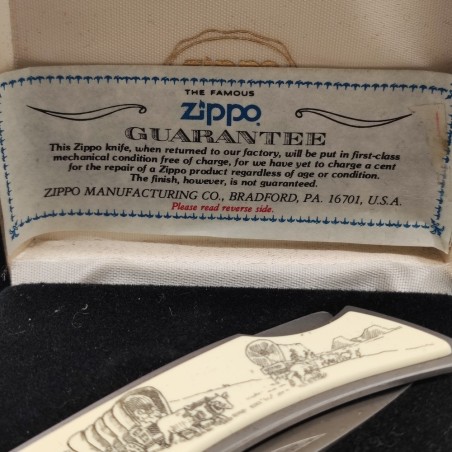 zippo
THE FAMOUS
zippo
GUARANTEE
This Zippo knife, when returned to our factory, will be put in first-class
mechanical condition free of charge, for we have yet to charge a cent
for the repair of a Zippo product regardless of age or condition.
The finish, however, is not guaranteed.
ZIPPO MANUFACTURING CO., BRADFORD, PA. 16701, U.S.A.
Please read reverse side.